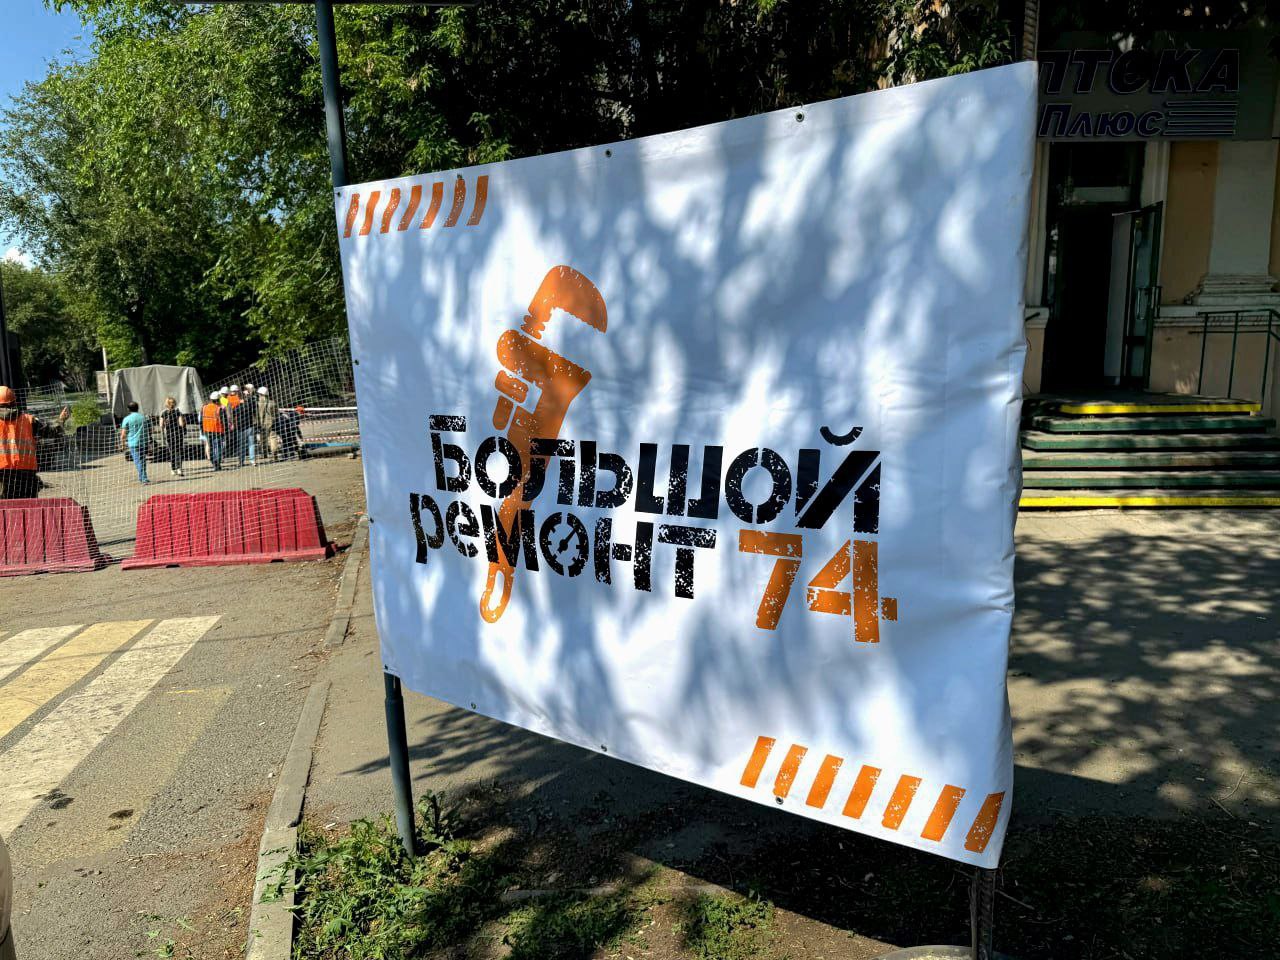 Большой
ремонт 74
птека
Плюс